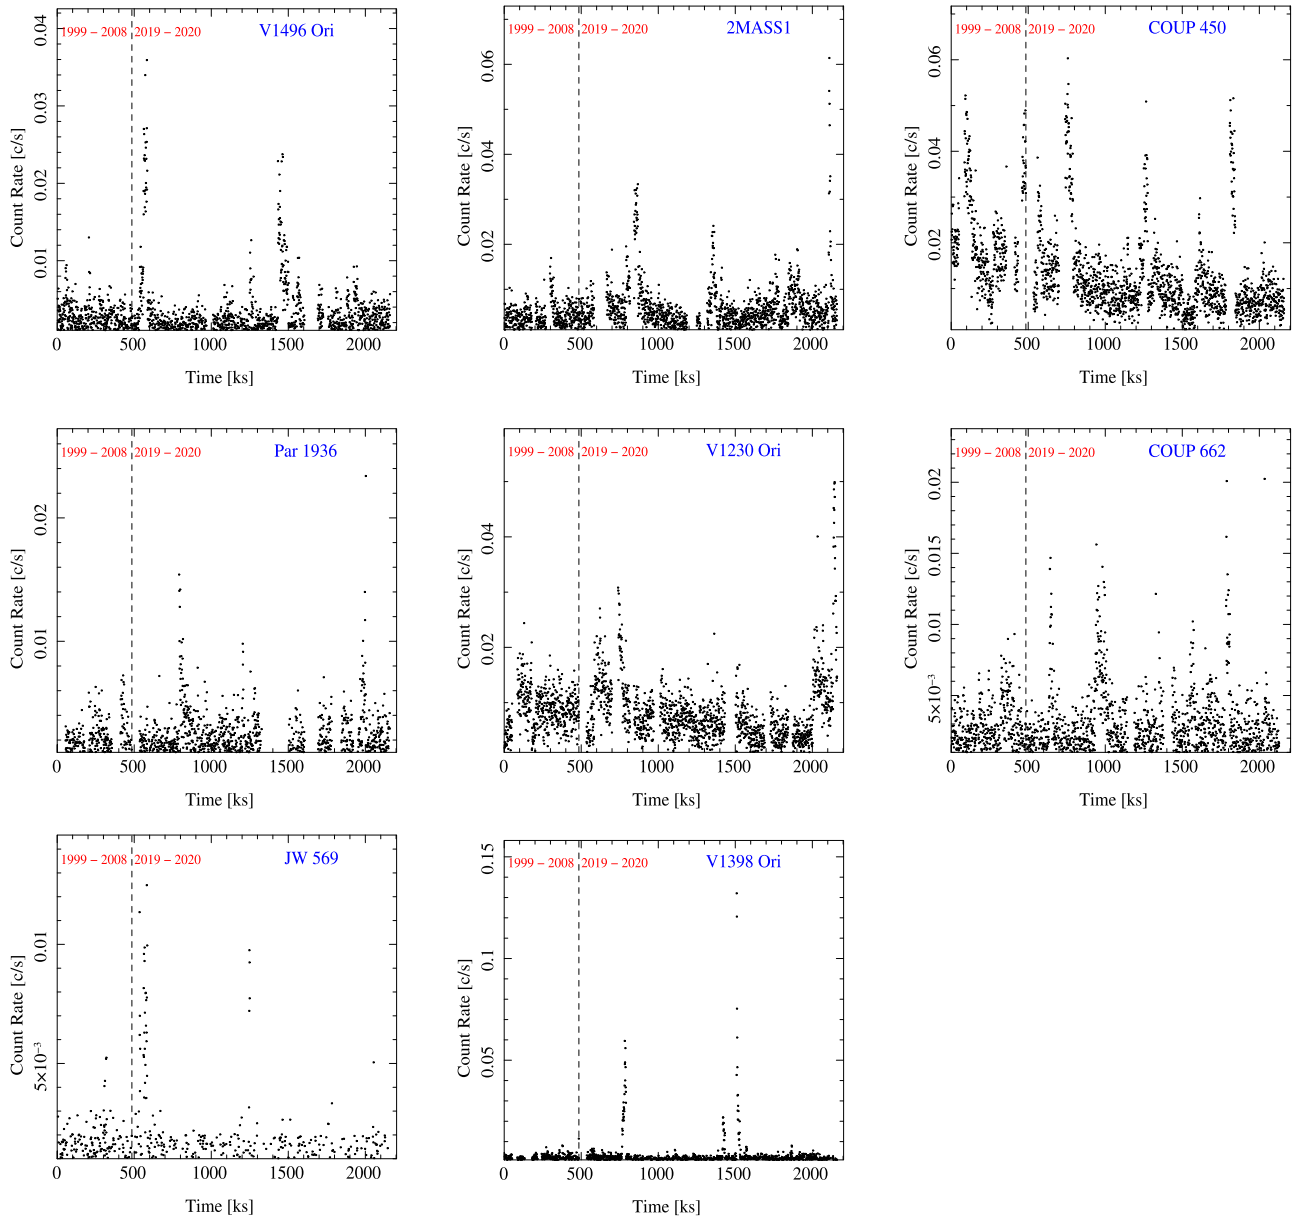 1999 – 2008 2019 – 2020
V1496 Ori
Count Rate [c/s]
0.01 0.02 0.03 0.04
0 500 1000 1500 2000
Time [ks]
1999 – 2008 2019 – 2020
2MASS1
Count Rate [c/s]
0.02 0.04 0.06
0 500 1000 1500 2000
Time [ks]
1999 – 2008 2019 – 2020
COUP 450
Count Rate [c/s]
0.02 0.04 0.06
0 500 1000 1500 2000
Time [ks]
1999 – 2008 2019 – 2020
Par 1936
Count Rate [c/s]
0.01 0.02
0 500 1000 1500 2000
Time [ks]
1999 – 2008 2019 – 2020
V1230 Ori
Count Rate [c/s]
0.02 0.04
0 500 1000 1500 2000
Time [ks]
1999 – 2008 2019 – 2020
COUP 662
Count Rate [c/s]
5×10⁻³ 0.01 0.015 0.02
0 500 1000 1500 2000
Time [ks]
1999 – 2008 2019 – 2020
JW 569
Count Rate [c/s]
5×10⁻³ 0.01
0 500 1000 1500 2000
Time [ks]
1999 – 2008 2019 – 2020
V1398 Ori
Count Rate [c/s]
0.05 0.1 0.15
0 500 1000 1500 2000
Time [ks]